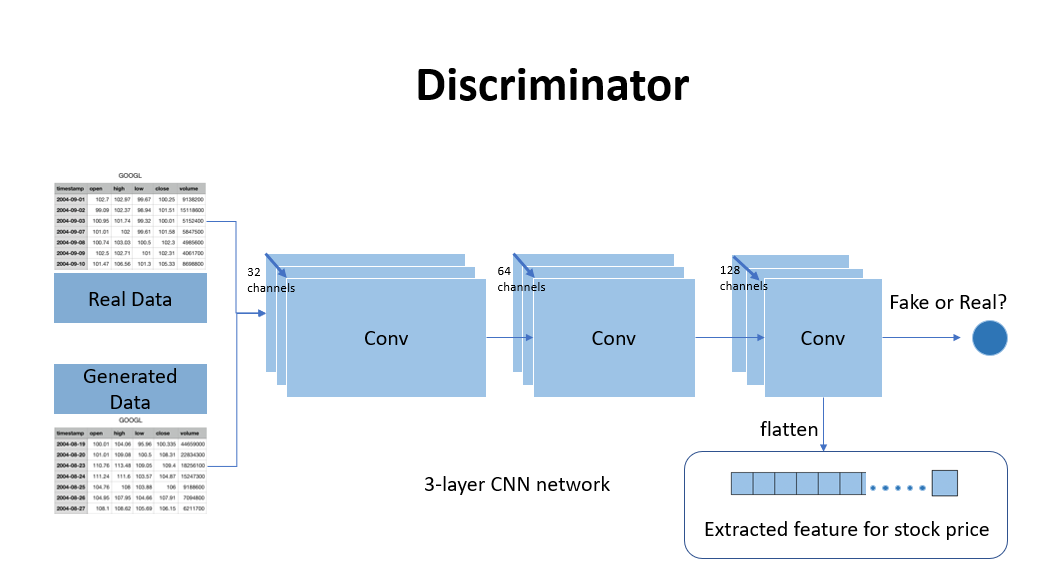 Discriminator
GOOGL
timestamp open high low close volume
2004-09-01 102.7 102.97 99.67 100.25 9138200
2004-09-02 99.09 102.37 98.94 101.51 15118600
2004-09-03 100.95 101.74 99.32 100.01 5152400
2004-09-07 101.01 102 99.61 101.58 5847500
2004-09-08 100.74 103.03 100.5 102.3 4985600
2004-09-09 102.5 102.71 101 102.31 4061700
2004-09-10 101.47 106.56 101.3 105.33 8698800
Real Data
Generated
Data
GOOGL
timestamp open high low close volume
2004-08-19 100.01 104.06 95.96 100.335 44659000
2004-08-20 101.01 109.08 100.5 108.31 22834300
2004-08-23 110.76 113.48 109.05 109.4 18256100
2004-08-24 111.24 111.6 103.57 104.87 15247300
2004-08-25 104.76 108 103.88 106 9188600
2004-08-26 104.95 107.95 104.66 107.91 7094800
2004-08-27 108.1 108.62 105.69 106.15 6211700
32
channels
Conv
64
channels
Conv
128
channels
Conv
Fake or Real?
flatten
3-layer CNN network
Extracted feature for stock price